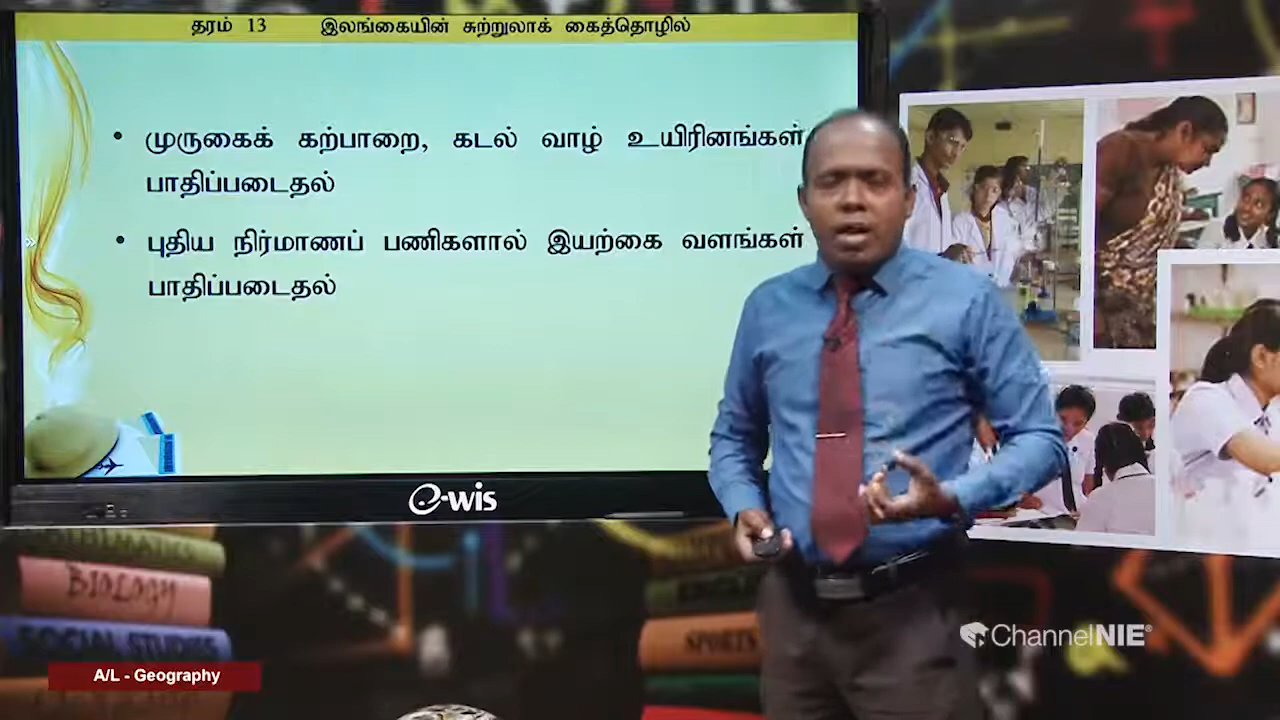 தரம் 13 இலங்கையின் சுற்றுலாக் கைத்தொழில்
• முருகைக் கற்பாறை, கடல் வாழ் உயிரினங்கள்
பாதிப்படைதல்
• புதிய நிர்மாணப் பணிகளால் இயற்கை வளங்கள்
பாதிப்படைதல்
e-wis
MATHEMATICS
BIOLOGY
SOCIAL STUDIES
SPORTS
ChannelNIE®
A/L - Geography